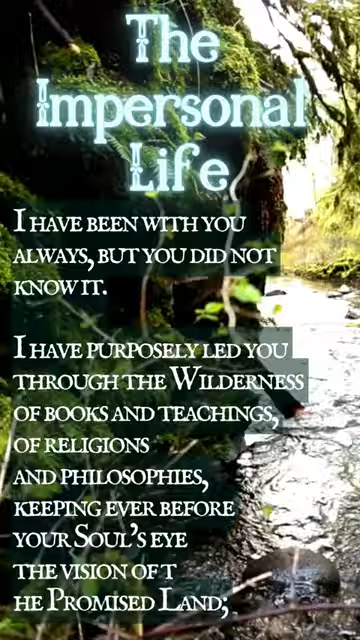 The
Impersonal
Life
I have been with you
always, but you did not
know it.
I have purposely led you
through the Wilderness
of books and teachings,
of religions
and philosophies,
keeping ever before
your Soul's eye
the vision of t
he Promised Land;